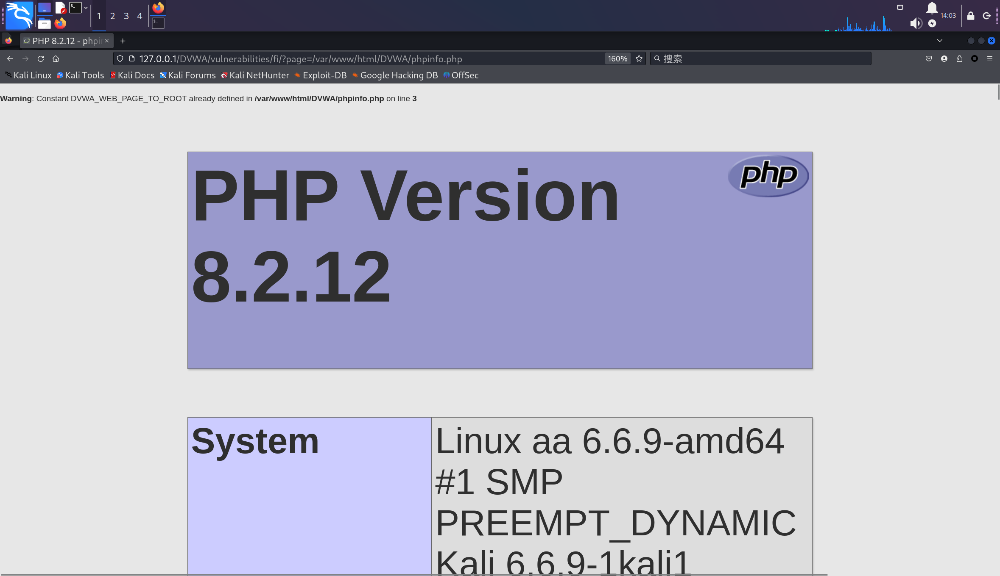 1 2 3 4
14:03
PHP 8.2.12 - phpin
127.0.0.1/DVWA/vulnerabilities/fi/?page=/var/www/html/DVWA/phpinfo.php
160%
搜索
Kali Linux Kali Tools Kali Docs Kali Forums Kali NetHunter Exploit-DB Google Hacking DB OffSec
Warning: Constant DVWA_WEB_PAGE_TO_ROOT already defined in /var/www/html/DVWA/phpinfo.php on line 3
PHP Version
8.2.12
php
System
Linux aa 6.6.9-amd64
#1 SMP
PREEMPT_DYNAMIC
Kali 6.6.9-1kali1